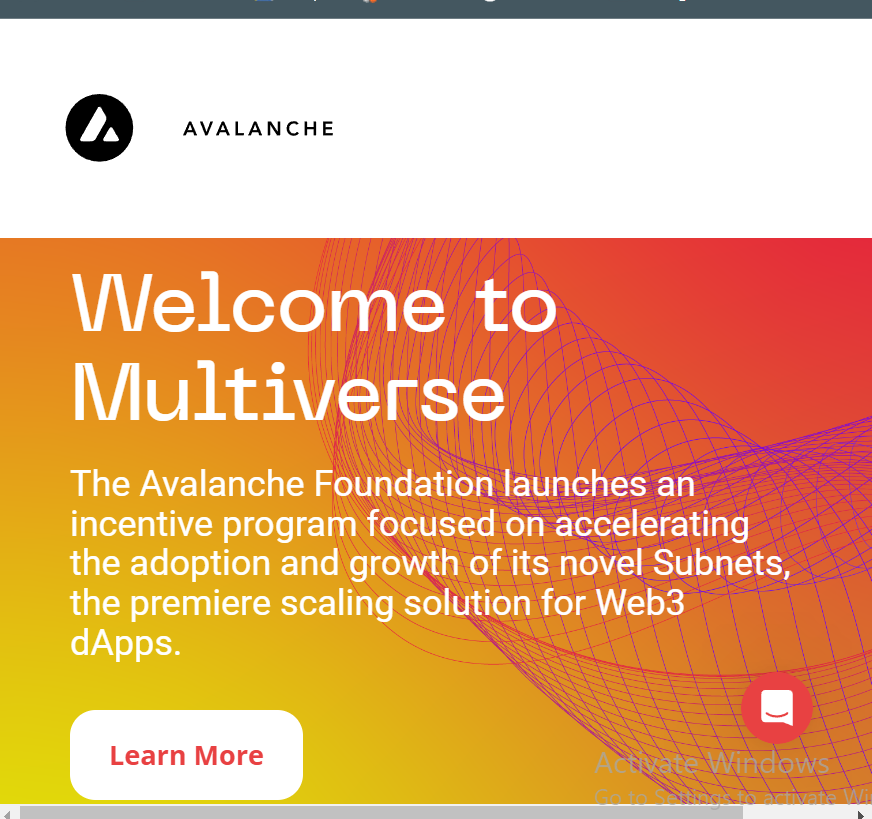 AVALANCHE
Welcome to
Multiverse
The Avalanche Foundation launches an
incentive program focused on accelerating
the adoption and growth of its novel Subnets,
the premiere scaling solution for Web3
dApps.
Learn More
Activate Windows
Go to Settings to activate